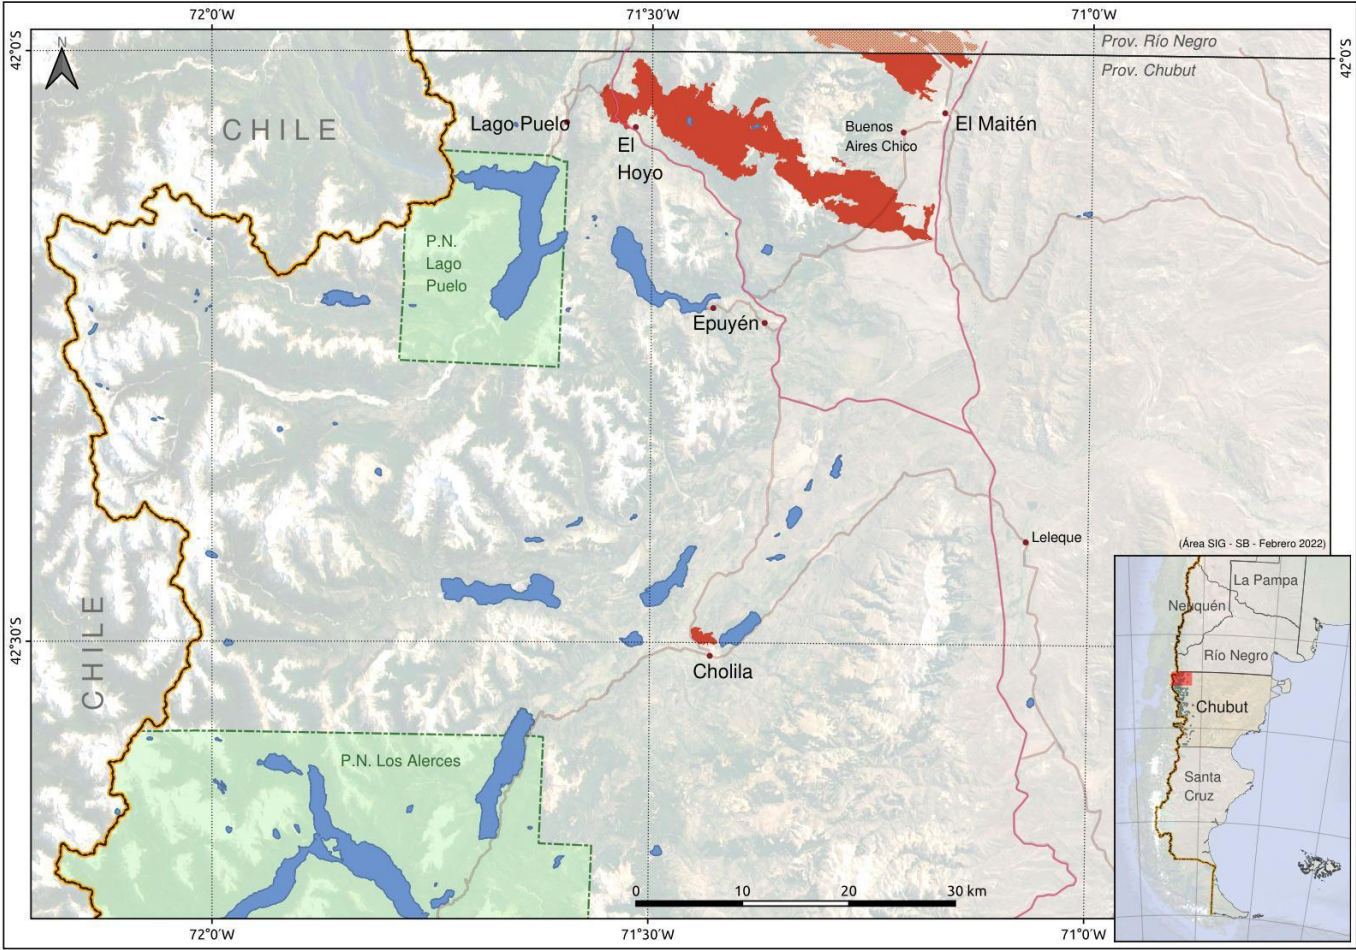 72°0'W
71°30'W
71°0'W
42°0'S
42°0'S
N
Prov. Río Negro
Prov. Chubut
CHILE
Lago Puelo
El
Hoyo
Buenos
Aires Chico
El Maitén
P.N.
Lago
Puelo
Epuyén
Leleque
(Área SIG - SB - Febrero 2022)
CHILE
42°30'S
Cholila
P.N. Los Alerces
0 10 20 30 km
La Pampa
Neuquén
Río Negro
Chubut
Santa
Cruz
72°0'W
71°30'W
71°0'W